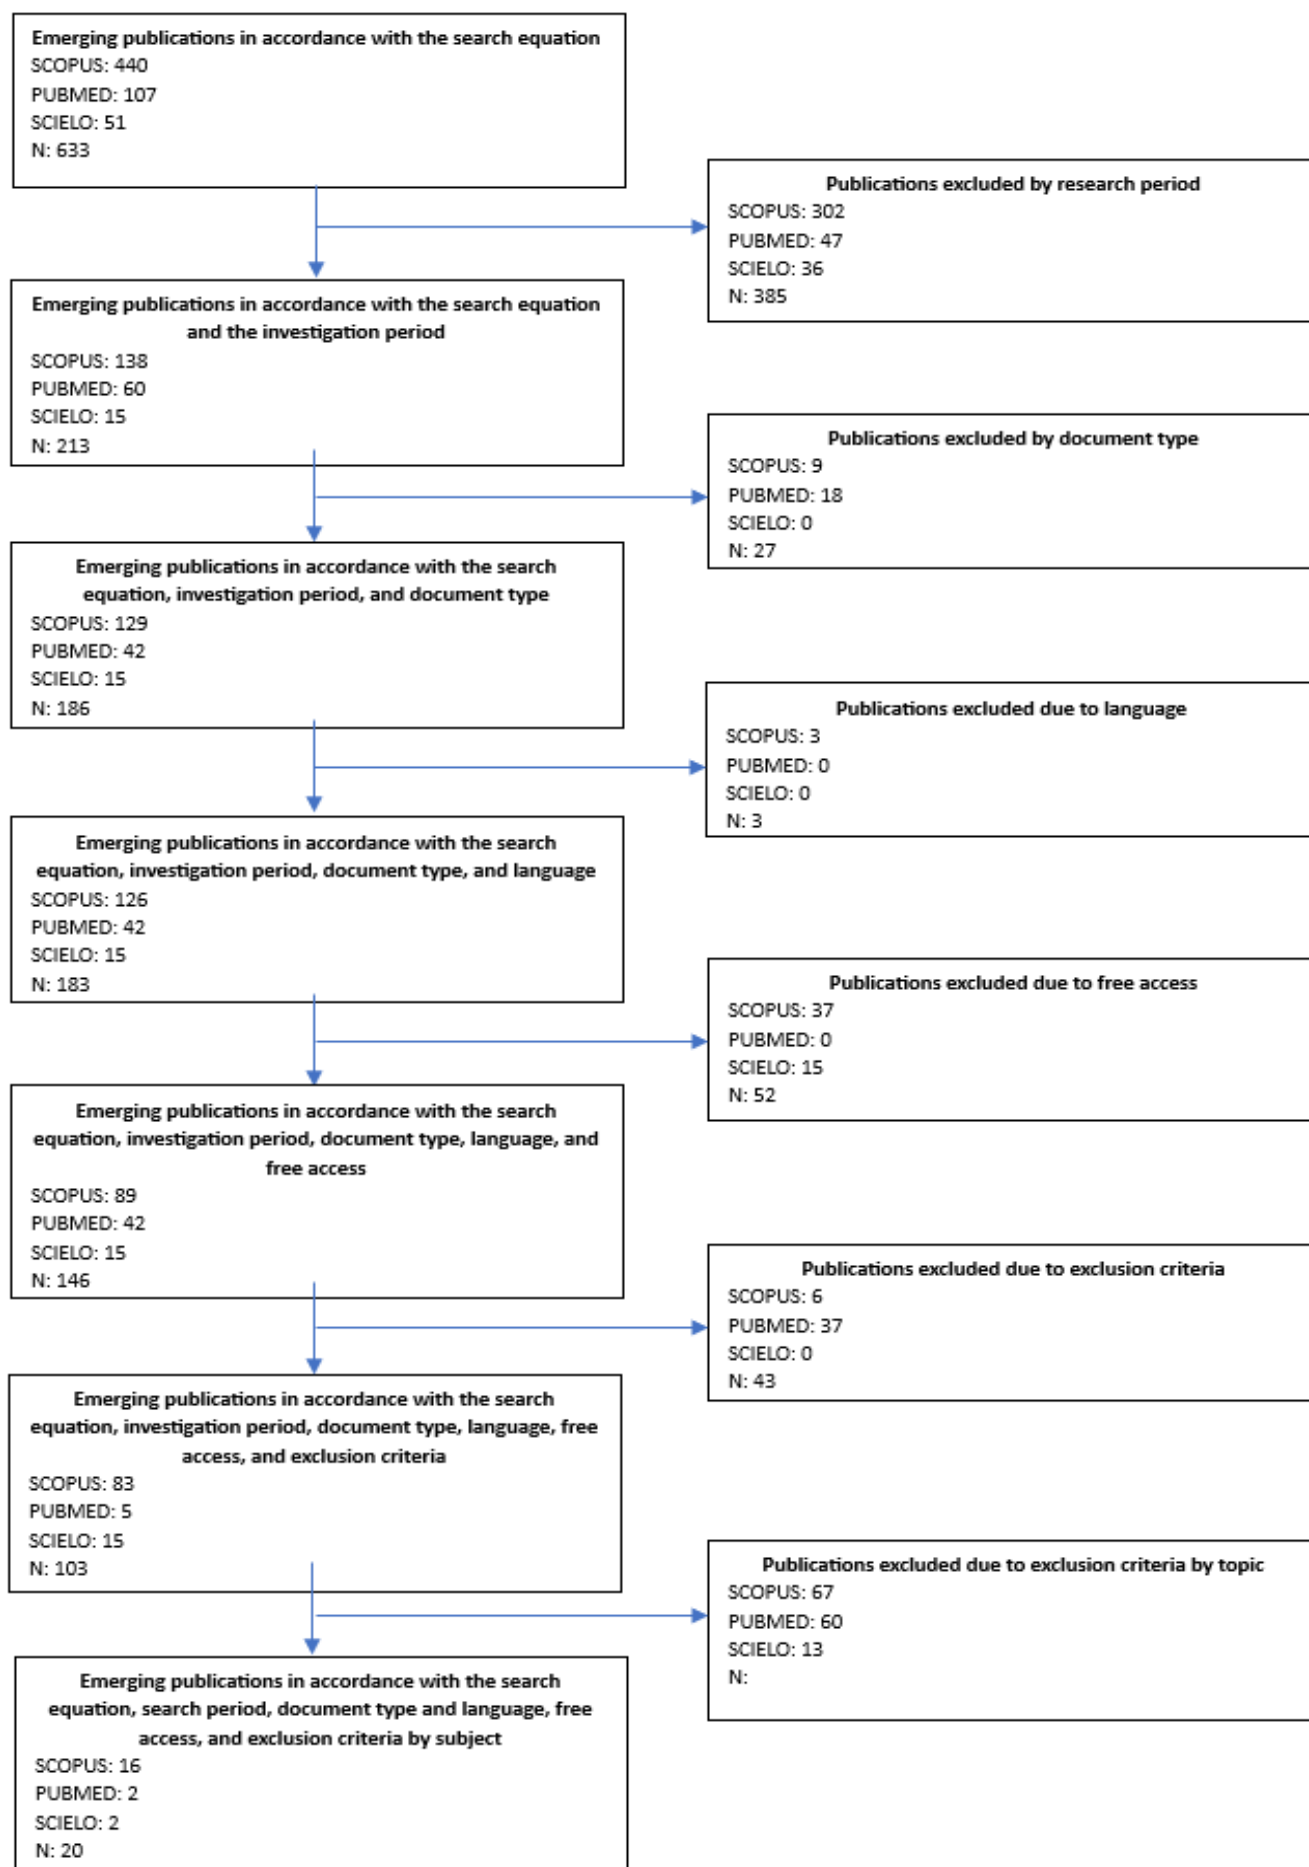 Emerging publications in accordance with the search equation
SCOPUS: 440
PUBMED: 107
SCIELO: 51
N: 633
Publications excluded by research period
SCOPUS: 302
PUBMED: 47
SCIELO: 36
N: 385
Emerging publications in accordance with the search equation
and the investigation period
SCOPUS: 138
PUBMED: 60
SCIELO: 15
N: 213
Publications excluded by document type
SCOPUS: 9
PUBMED: 18
SCIELO: 0
N: 27
Emerging publications in accordance with the search
equation, investigation period, and document type
SCOPUS: 129
PUBMED: 42
SCIELO: 15
N: 186
Publications excluded due to language
SCOPUS: 3
PUBMED: 0
SCIELO: 0
N: 3
Emerging publications in accordance with the search
equation, investigation period, document type, and language
SCOPUS: 126
PUBMED: 42
SCIELO: 15
N: 183
Publications excluded due to free access
SCOPUS: 37
PUBMED: 0
SCIELO: 15
N: 52
Emerging publications in accordance with the search
equation, investigation period, document type, language, and
free access
SCOPUS: 89
PUBMED: 42
SCIELO: 15
N: 146
Publications excluded due to exclusion criteria
SCOPUS: 6
PUBMED: 37
SCIELO: 0
N: 43
Emerging publications in accordance with the search
equation, investigation period, document type, language, free
access, and exclusion criteria
SCOPUS: 83
PUBMED: 5
SCIELO: 15
N: 103
Publications excluded due to exclusion criteria by topic
SCOPUS: 67
PUBMED: 60
SCIELO: 13
N:
Emerging publications in accordance with the search
equation, search period, document type and language, free
access, and exclusion criteria by subject
SCOPUS: 16
PUBMED: 2
SCIELO: 2
N: 20